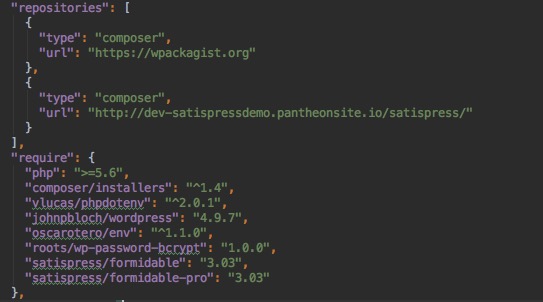 "repositories": [
{
"type": "composer",
"url": "https://wpackagist.org"
},
{
"type": "composer",
"url": "http://dev-satispressdemo.pantheonsite.io/satispress/"
}
],
"require": {
"php": ">=5.6",
"composer/installers": "^1.4",
"vlucas/phpdotenv": "^2.0.1",
"johnpbloch/wordpress": "4.9.7",
"oscarotero/env": "^1.1.0",
"roots/wp-password-bcrypt": "1.0.0",
"satispress/formidable": "3.03",
"satispress/formidable-pro": "3.03"
},